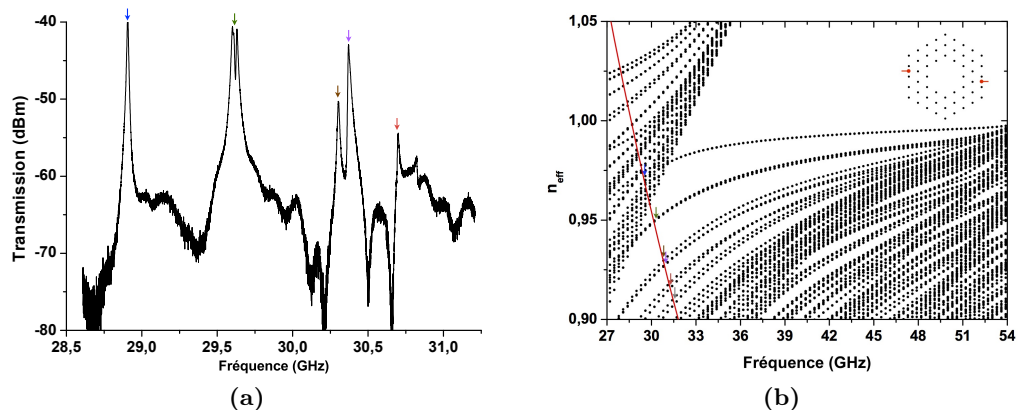 -40
-50
-60
-70
-80
Transmission (dBm)
28,5
29,0
29,5
30,0
30,5
31,0
Fréquence (GHz)
(a)
1,05
1,00
0,95
0,90
n_eff
27 30 33 36 39 42 45 48 51 54
Fréquence (GHz)
(b)